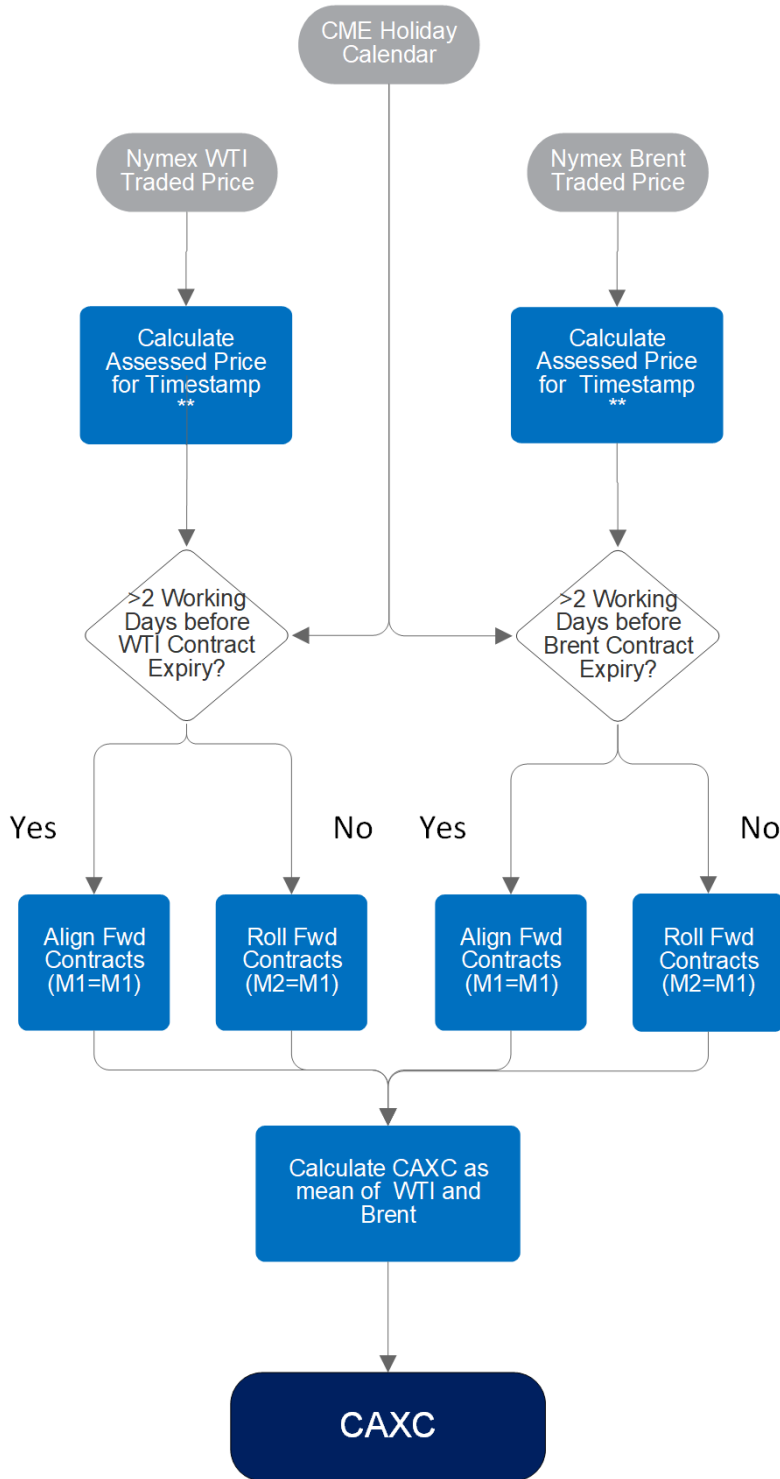 CME Holiday
Calendar
Nymex WTI
Traded Price
Nymex Brent
Traded Price
Calculate
Assessed Price
for Timestamp
**
Calculate
Assessed Price
for Timestamp
**
>2 Working
Days before
WTI Contract
Expiry?
>2 Working
Days before
Brent Contract
Expiry?
Yes
No
Yes
No
Align Fwd
Contracts
(M1=M1)
Roll Fwd
Contracts
(M2=M1)
Align Fwd
Contracts
(M1=M1)
Roll Fwd
Contracts
(M2=M1)
Calculate CAXC as
mean of WTI and
Brent
CAXC